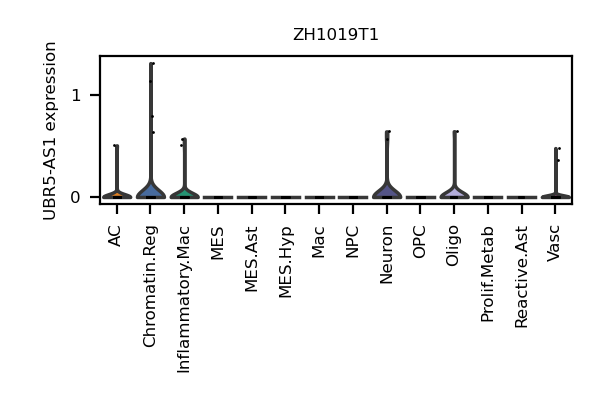 ZH1019T1
UBR5-AS1 expression
1
0
AC
Chromatin.Reg
Inflammatory.Mac
MES
MES.Ast
MES.Hyp
Mac
NPC
Neuron
OPC
Oligo
Prolif.Metab
Reactive.Ast
Vasc